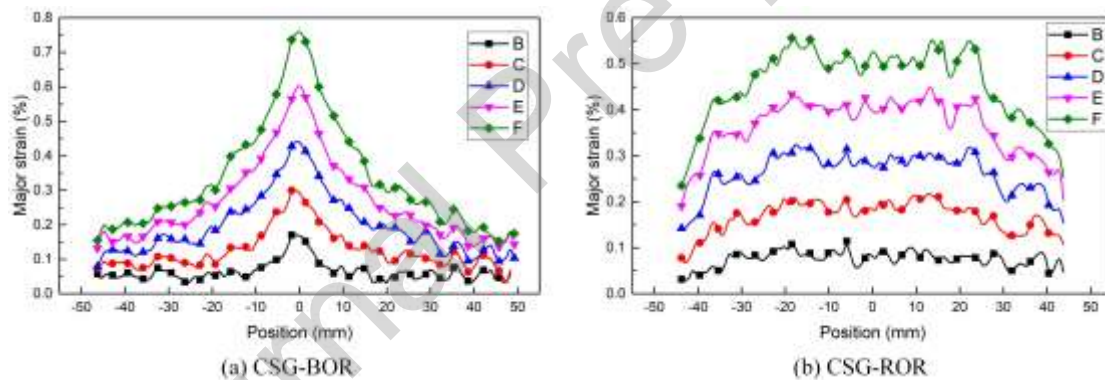 Major strain (%)
0.8
0.7
0.6
0.5
0.4
0.3
0.2
0.1
0.0
B
C
D
E
F
-50 -40 -30 -20 -10 0 10 20 30 40 50
Position (mm)
(a) CSG-BOR
Major strain (%)
0.6
0.5
0.4
0.3
0.2
0.1
0.0
B
C
D
E
F
-50 -40 -30 -20 -10 0 10 20 30 40 50
Position (mm)
(b) CSG-ROR
rnal Pre